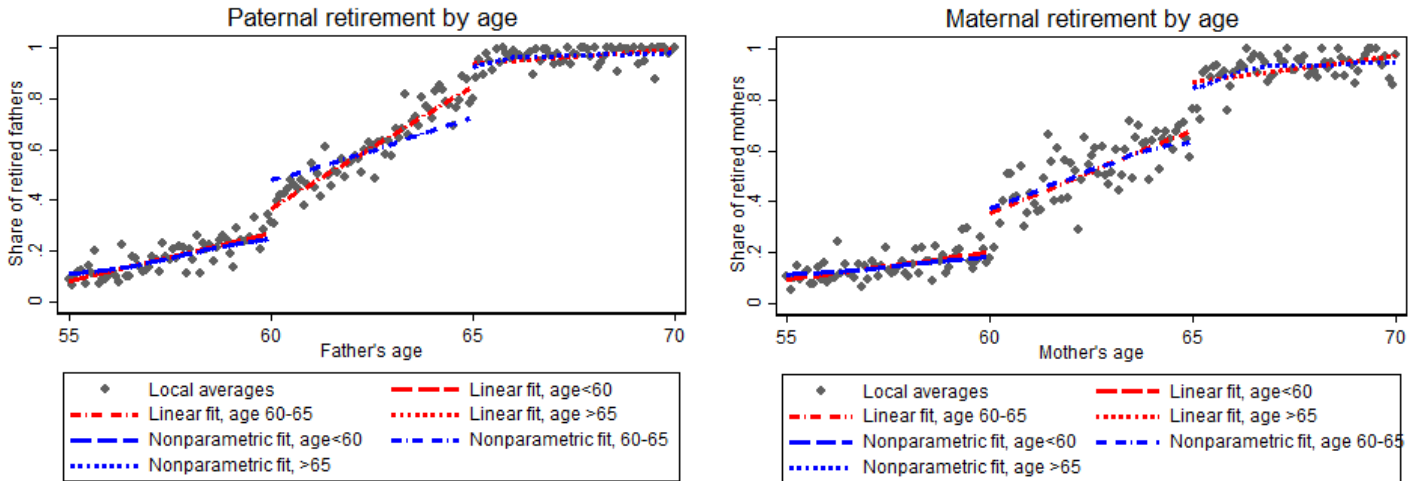 Paternal retirement by age
Share of retired fathers
1
.8
.6
.4
.2
0
55 60 65 70
Father's age
Local averages
Linear fit, age<60
Linear fit, age 60-65
Linear fit, age >65
Nonparametric fit, age<60
Nonparametric fit, 60-65
Nonparametric fit, >65
Maternal retirement by age
Share of retired mothers
1
.8
.6
.4
.2
0
55 60 65 70
Mother's age
Local averages
Linear fit, age<60
Linear fit, age 60-65
Linear fit, age >65
Nonparametric fit, age<60
Nonparametric fit, age 60-65
Nonparametric fit, age >65